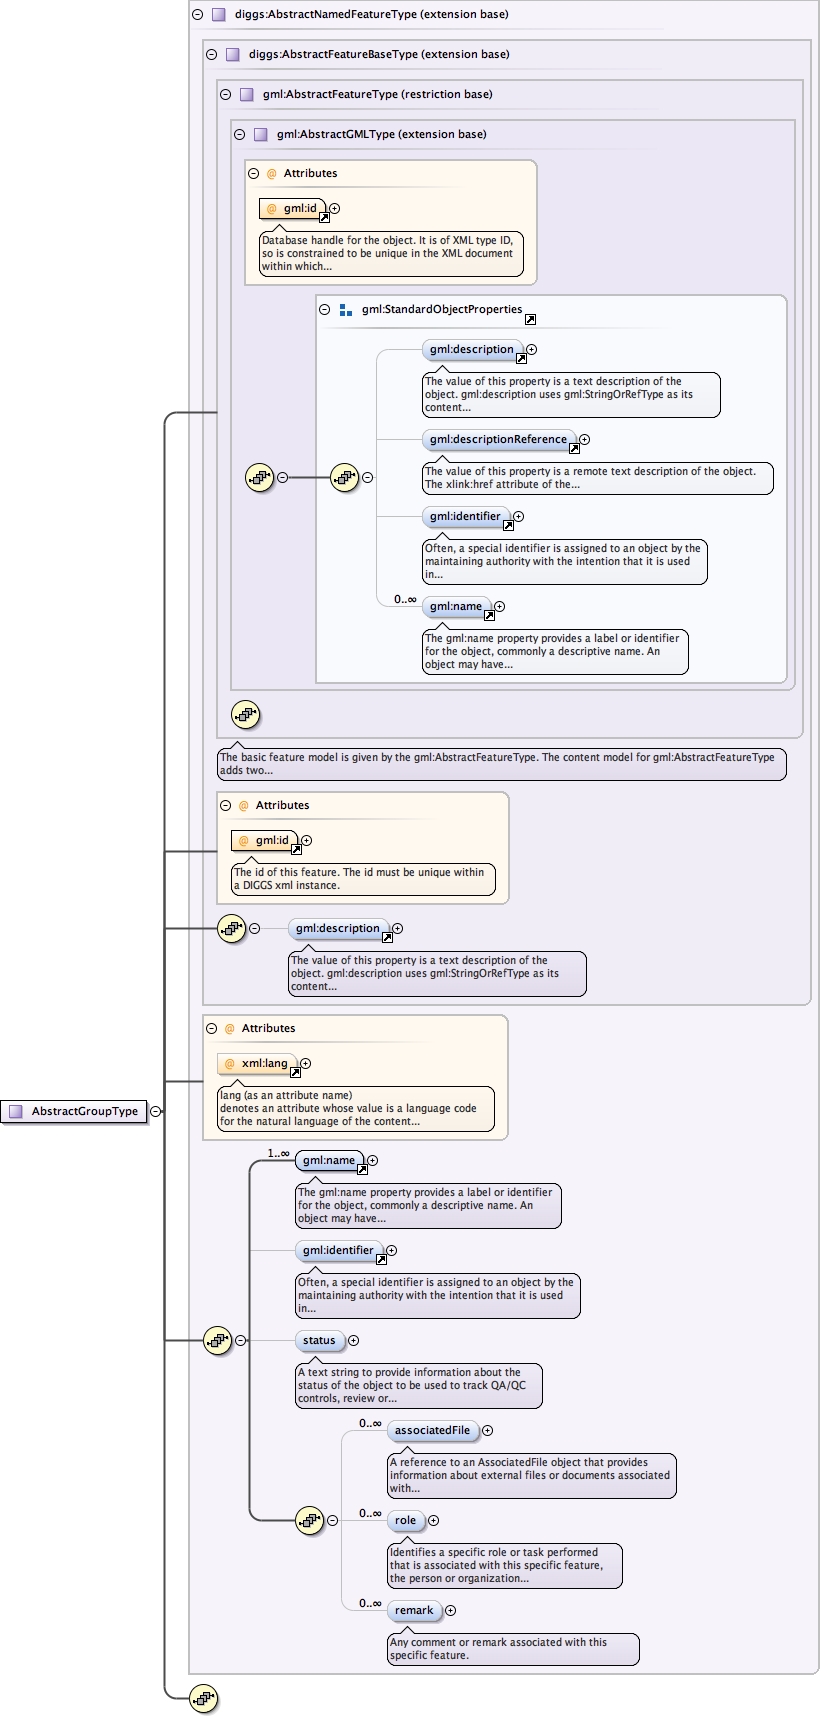 diggs:AbstractNamedFeatureType (extension base)
diggs:AbstractFeatureBaseType (extension base)
gml:AbstractFeatureType (restriction base)
gml:AbstractGMLType (extension base)
@ Attributes
@ gml:id
Database handle for the object. It is of XML type ID,
so is constrained to be unique in the XML document
within which...
gml:StandardObjectProperties
gml:description
The value of this property is a text description of the
object. gml:description uses gml:StringOrRefType as its
content...
gml:descriptionReference
The value of this property is a remote text description of the object.
The xlink:href attribute of the...
gml:identifier
Often, a special identifier is assigned to an object by the
maintaining authority with the intention that it is used
in...
0..∞
gml:name
The gml:name property provides a label or identifier
for the object, commonly a descriptive name. An
object may have...
The basic feature model is given by the gml:AbstractFeatureType. The content model for gml:AbstractFeatureType
adds two...
@ Attributes
@ gml:id
The id of this feature. The id must be unique within
a DIGGS xml instance.
gml:description
The value of this property is a text description of the
object. gml:description uses gml:StringOrRefType as its
content...
@ Attributes
@ xml:lang
lang (as an attribute name)
denotes an attribute whose value is a language code
for the natural language of the content...
AbstractGroupType
1..∞
gml:name
The gml:name property provides a label or identifier
for the object, commonly a descriptive name. An
object may have...
gml:identifier
Often, a special identifier is assigned to an object by the
maintaining authority with the intention that it is used
in...
status
A text string to provide information about the
status of the object to be used to track QA/QC
controls, review or...
0..∞
associatedFile
A reference to an AssociatedFile object that provides
information about external files or documents associated
with...
0..∞
role
Identifies a specific role or task performed
that is associated with this specific feature,
the person or organization...
0..∞
remark
Any comment or remark associated with this
specific feature.